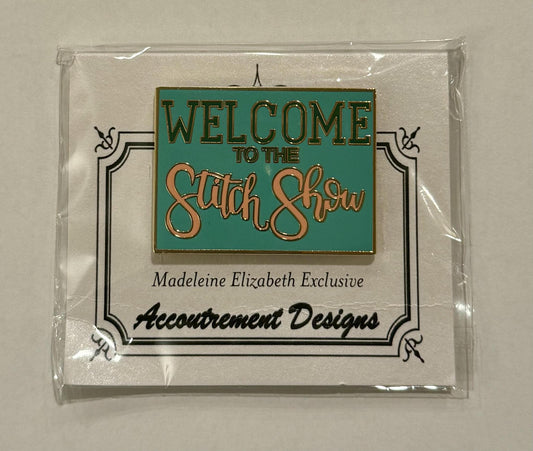 WELCOME
TO THE
Stitch Show
Madeleine Elizabeth Exclusive
Accoutrement Designs